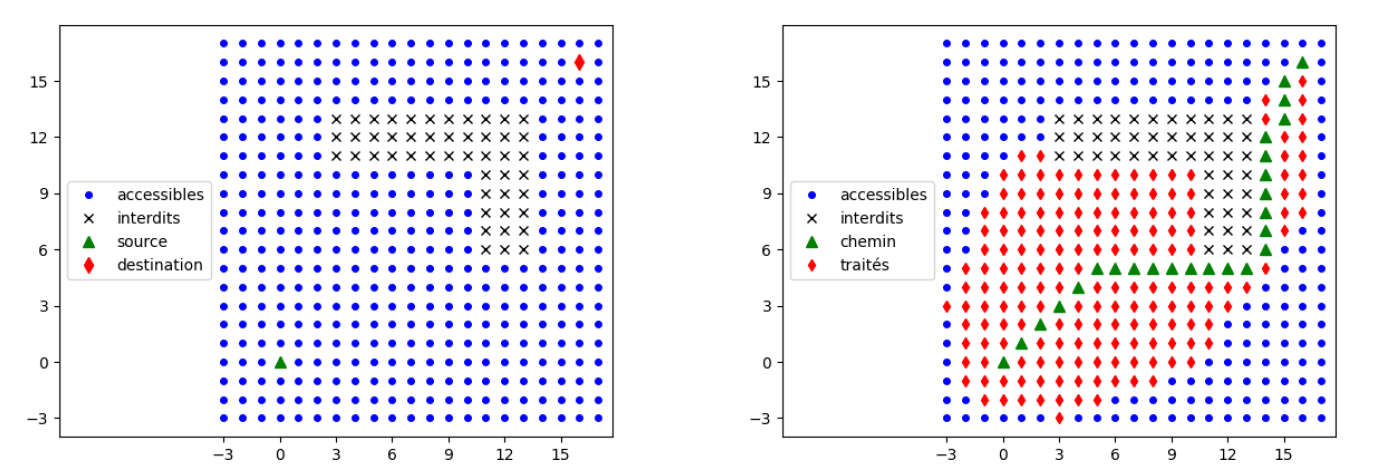 15
12
9
6
3
0
−3
accessibles
interdits
source
destination
−3 0 3 6 9 12 15
15
12
9
6
3
0
−3
accessibles
interdits
chemin
traités
−3 0 3 6 9 12 15